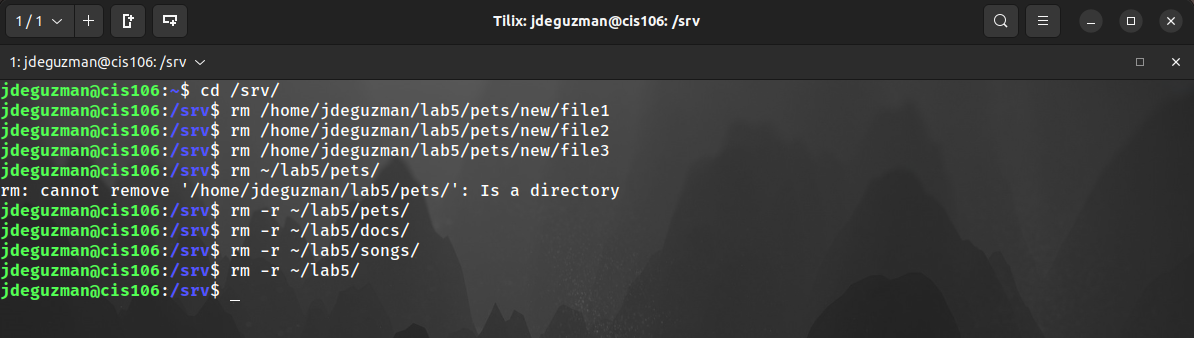 1 / 1
Tilix: jdeguzman@cis106: /srv
1: jdeguzman@cis106: /srv
jdeguzman@cis106:~$ cd /srv/
jdeguzman@cis106:/srv$ rm /home/jdeguzman/lab5/pets/new/file1
jdeguzman@cis106:/srv$ rm /home/jdeguzman/lab5/pets/new/file2
jdeguzman@cis106:/srv$ rm /home/jdeguzman/lab5/pets/new/file3
jdeguzman@cis106:/srv$ rm ~/lab5/pets/
rm: cannot remove '/home/jdeguzman/lab5/pets/': Is a directory
jdeguzman@cis106:/srv$ rm -r ~/lab5/pets/
jdeguzman@cis106:/srv$ rm -r ~/lab5/docs/
jdeguzman@cis106:/srv$ rm -r ~/lab5/songs/
jdeguzman@cis106:/srv$ rm -r ~/lab5/
jdeguzman@cis106:/srv$ _